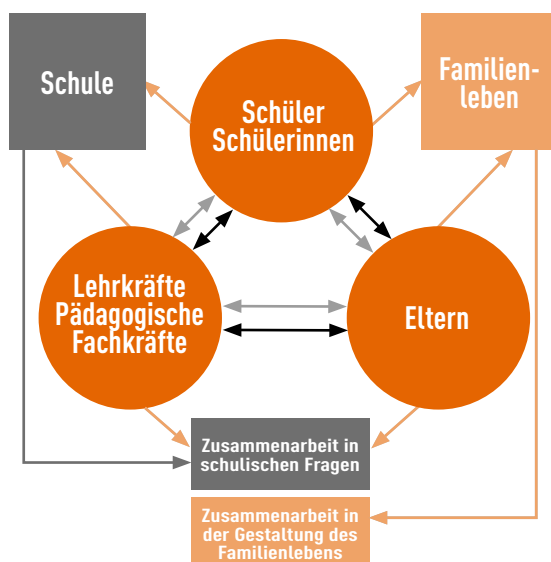 Schule
Familien-
leben
Schüler
Schülerinnen
Lehrkräfte
Pädagogische
Fachkräfte
Eltern
Zusammenarbeit in
schulischen Fragen
Zusammenarbeit in
der Gestaltung des
Familienlebens